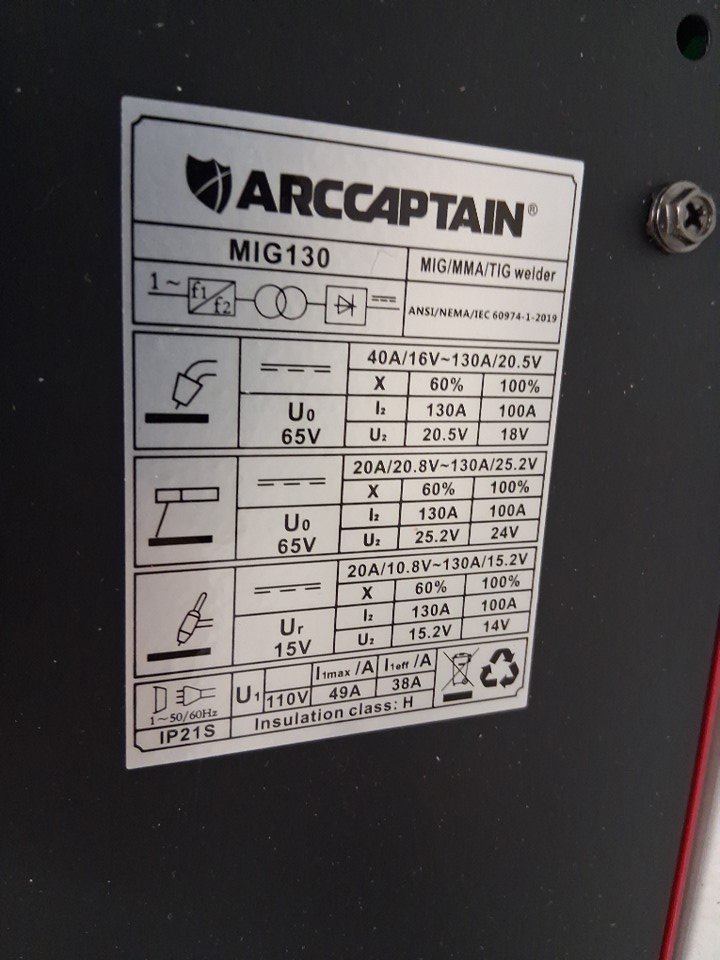 ARCCAPTAIN®
MIG130
MIG/MMA/TIG welder
1~ f1 f2
ANSI/NEMA/IEC 60974-1-2019
40A/16V~130A/20.5V
X 60% 100%
U₀ 65V
I₂ 130A 100A
U₂ 20.5V 18V
20A/20.8V~130A/25.2V
X 60% 100%
U₀ 65V
I₂ 130A 100A
U₂ 25.2V 24V
20A/10.8V~130A/15.2V
X 60% 100%
Uᵣ 15V
I₂ 130A 100A
U₂ 15.2V 14V
1~50/60Hz
U₁ 110V
I₁max /A I₁eff /A
49A 38A
IP21S
Insulation class: H